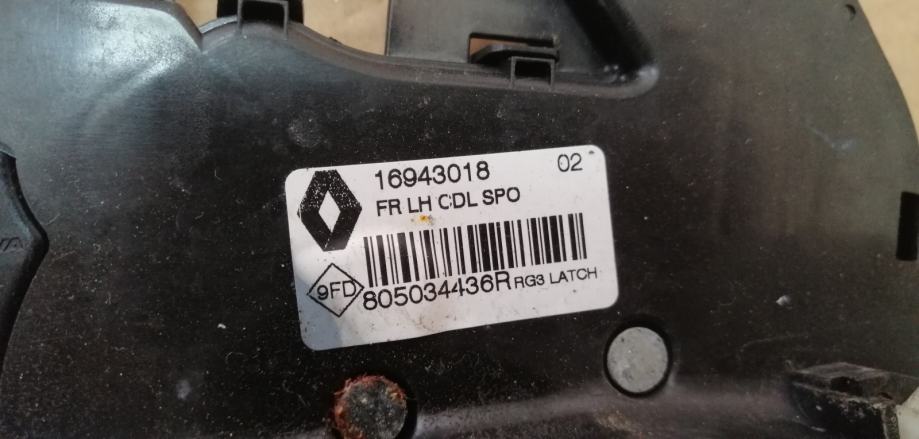 16943018 02
FR LH CDL SPO
9FD
805034436R RG3 LATCH